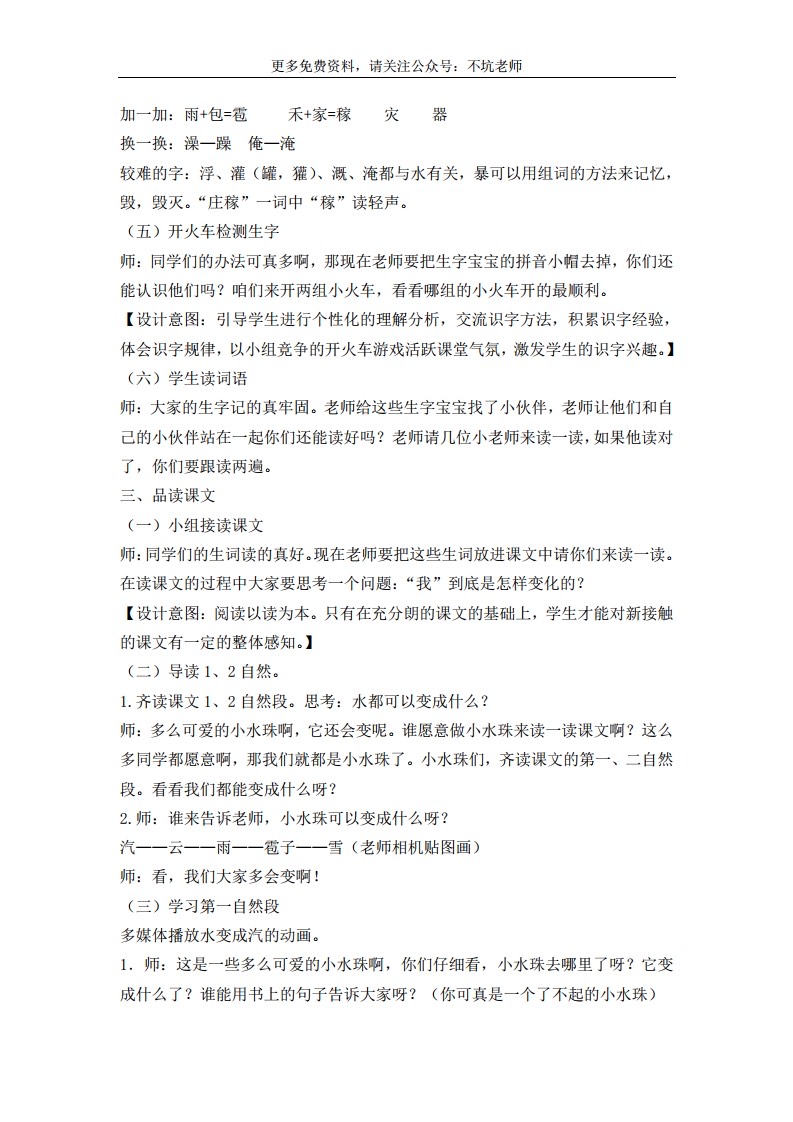 更多免费资料，请关注公众号：不坑老师
加一加：雨+包=雹　　禾+家=稼　　灾　　器
换一换：澡—躁　俺—淹
较难的字：浮、灌（罐，獾）、溉、淹都与水有关，暴可以用组词的方法来记忆，
毁，毁灭。“庄稼”一词中“稼”读轻声。
（五）开火车检测生字
师：同学们的办法可真多啊，那现在老师要把生字宝宝的拼音小帽去掉，你们还
能认识他们吗？咱们来开两组小火车，看看哪组的小火车开的最顺利。
【设计意图：引导学生进行个性化的理解分析，交流识字方法，积累识字经验，
体会识字规律，以小组竞争的开火车游戏活跃课堂气氛，激发学生的识字兴趣。】
（六）学生读词语
师：大家的生字记的真牢固。老师给这些生字宝宝找了小伙伴，老师让他们和自
己的小伙伴站在一起你们还能读好吗？老师请几位小老师来读一读，如果他读对
了，你们要跟读两遍。
三、品读课文
（一）小组接读课文
师：同学们的生词读的真好。现在老师要把这些生词放进课文中请你们来读一读。
在读课文的过程中大家要思考一个问题：“我”到底是怎样变化的？
【设计意图：阅读以读为本。只有在充分朗的课文的基础上，学生才能对新接触
的课文有一定的整体感知。】
（二）导读 1、2 自然。
1.齐读课文 1、2 自然段。思考：水都可以变成什么？
师：多么可爱的小水珠啊，它还会变呢。谁愿意做小水珠来读一读课文啊？这么
多同学都愿意啊，那我们就都是小水珠了。小水珠们，齐读课文的第一、二自然
段。看看我们都能变成什么呀？
2.师：谁来告诉老师，小水珠可以变成什么呀？
汽——云——雨——雹子——雪（老师相机贴图画）
师：看，我们大家多会变啊！
（三）学习第一自然段
多媒体播放水变成汽的动画。
1．师：这是一些多么可爱的小水珠啊，你们仔细看，小水珠去哪里了呀？它变
成什么了？谁能用书上的句子告诉大家呀？（你可真是一个了不起的小水珠）